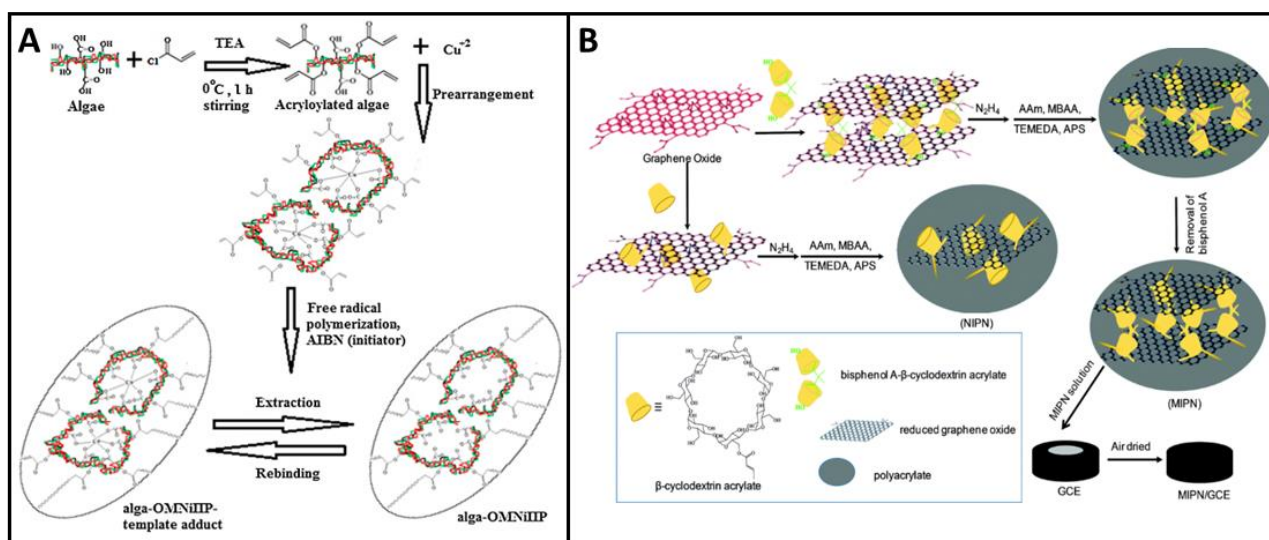 A
TEA
0°C, 1 h
stirring
Algae
Acryloylated algae
+ Cu⁺²
Prearrangement
Free radical
polymerization,
AIBN (initiator)
Extraction
Rebinding
alga-OMNiIIP-
template adduct
alga-OMNiIIP
B
Graphene Oxide
N₂H₄
AAm, MBAA,
TEMEDA, APS
N₂H₄
AAm, MBAA,
TEMEDA, APS
Removal of
bisphenol A
(NIPN)
(MIPN)
MIPN solution
Air dried
GCE
MIPN/GCE
≡
β-cyclodextrin acrylate
bisphenol A-β-cyclodextrin acrylate
reduced graphene oxide
polyacrylate